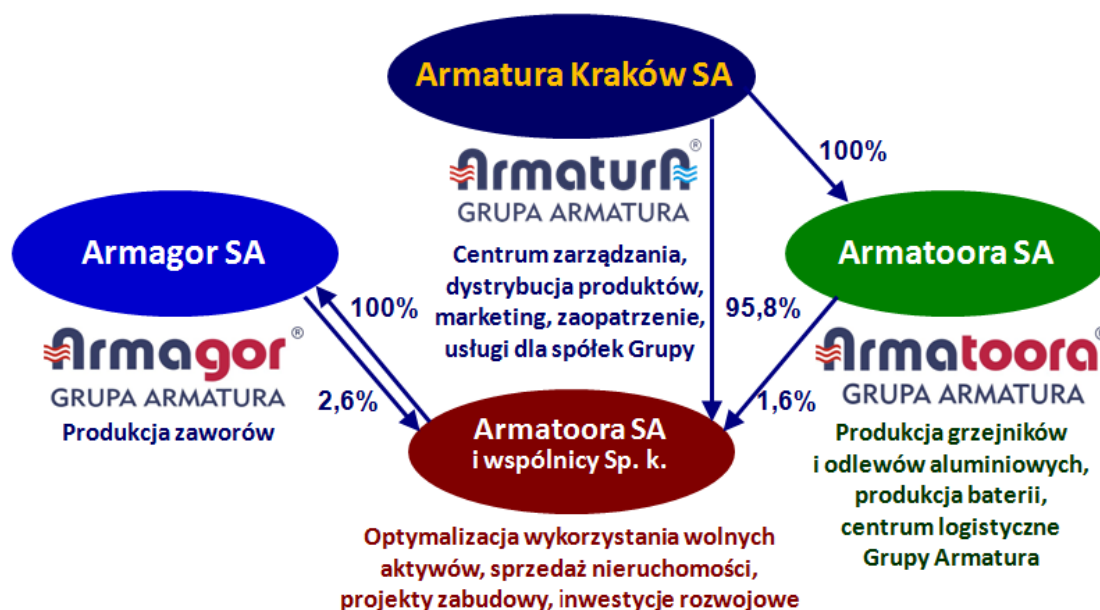 Armatura Kraków SA
100%
ArmaturA®
GRUPA ARMATURA
Centrum zarządzania,
dystrybucja produktów,
marketing, zaopatrzenie,
usługi dla spółek Grupy
95,8%
Armagor SA
Armagor®
GRUPA ARMATURA
Produkcja zaworów
100%
2,6%
Armatoora SA
Armatoora®
GRUPA ARMATURA
Produkcja grzejników
i odlewów aluminiowych,
produkcja baterii,
centrum logistyczne
Grupy Armatura
1,6%
Armatoora SA
i wspólnicy Sp. k.
Optymalizacja wykorzystania wolnych
aktywów, sprzedaż nieruchomości,
projekty zabudowy, inwestycje rozwojowe